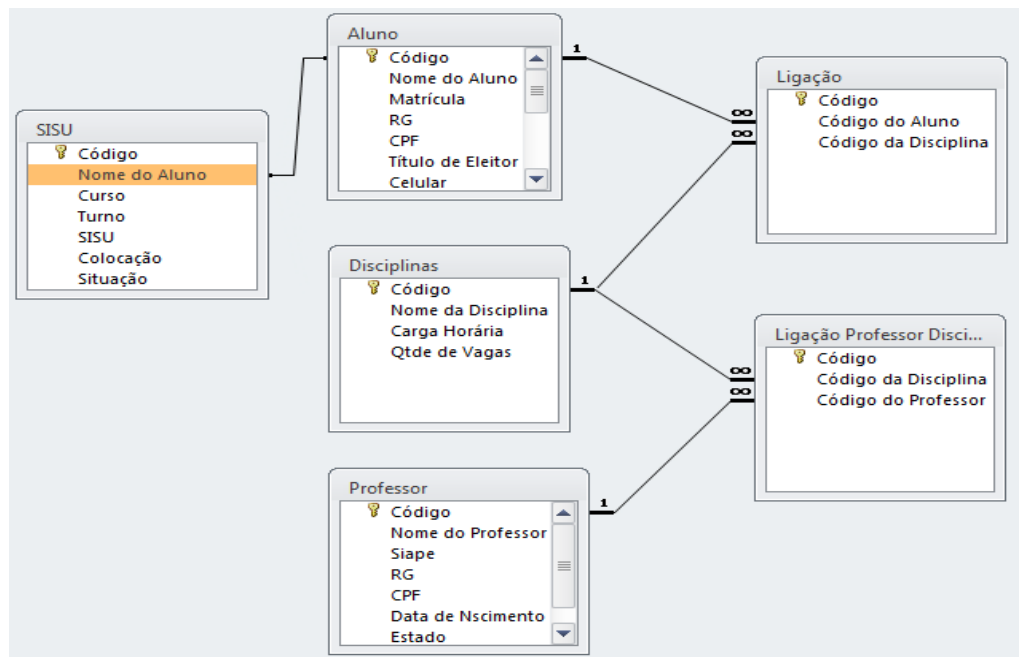 SISU
Código
Nome do Aluno
Curso
Turno
SISU
Colocação
Situação
Aluno
Código
Nome do Aluno
Matrícula
RG
CPF
Título de Eleitor
Celular
1
Disciplinas
Código
Nome da Disciplina
Carga Horária
Qtde de Vagas
1
Professor
Código
Nome do Professor
Siape
RG
CPF
Data de Nscimento
Estado
1
Ligação
Código
Código do Aluno
Código da Disciplina
∞
∞
Ligação Professor Disci...
Código
Código da Disciplina
Código do Professor
∞
∞